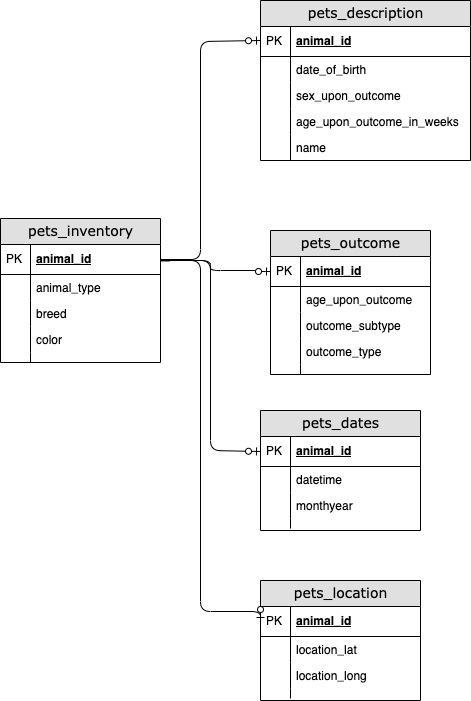 pets_description
PK animal_id
date_of_birth
sex_upon_outcome
age_upon_outcome_in_weeks
name
pets_inventory
PK animal_id
animal_type
breed
color
pets_outcome
PK animal_id
age_upon_outcome
outcome_subtype
outcome_type
pets_dates
PK animal_id
datetime
monthyear
pets_location
PK animal_id
location_lat
location_long